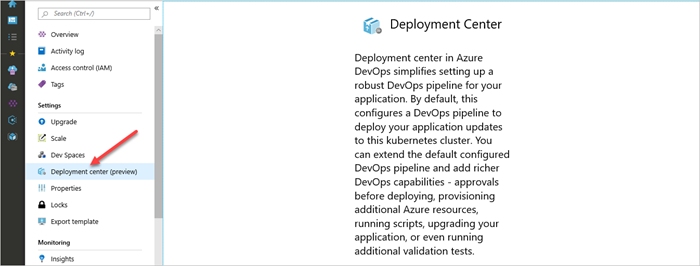 Search (Ctrl+/)
«
Overview
Activity log
Access control (IAM)
Tags
Settings
Upgrade
Scale
Dev Spaces
Deployment center (preview)
Properties
Locks
Export template
Monitoring
Insights
Deployment Center
Deployment center in Azure
DevOps simplifies setting up a
robust DevOps pipeline for your
application. By default, this
configures a DevOps pipeline to
deploy your application updates
to this kubernetes cluster. You
can extend the default configured
DevOps pipeline and add richer
DevOps capabilities - approvals
before deploying, provisioning
additional Azure resources,
running scripts, upgrading your
application, or even running
additional validation tests.